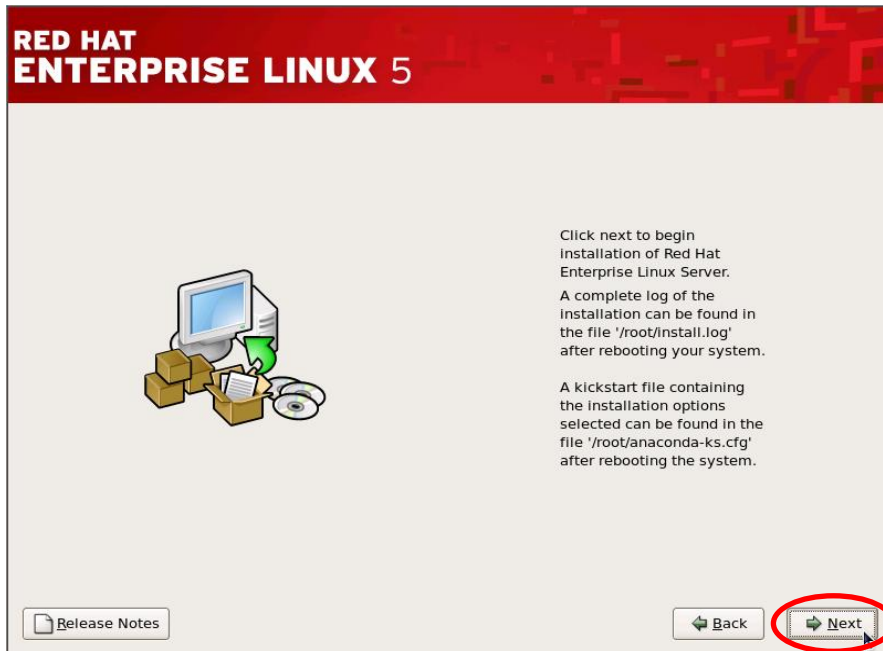 RED HAT
ENTERPRISE LINUX 5
Click next to begin
installation of Red Hat
Enterprise Linux Server.
A complete log of the
installation can be found in
the file '/root/install.log'
after rebooting your system.
A kickstart file containing
the installation options
selected can be found in the
file '/root/anaconda-ks.cfg'
after rebooting the system.
Release Notes
Back
Next